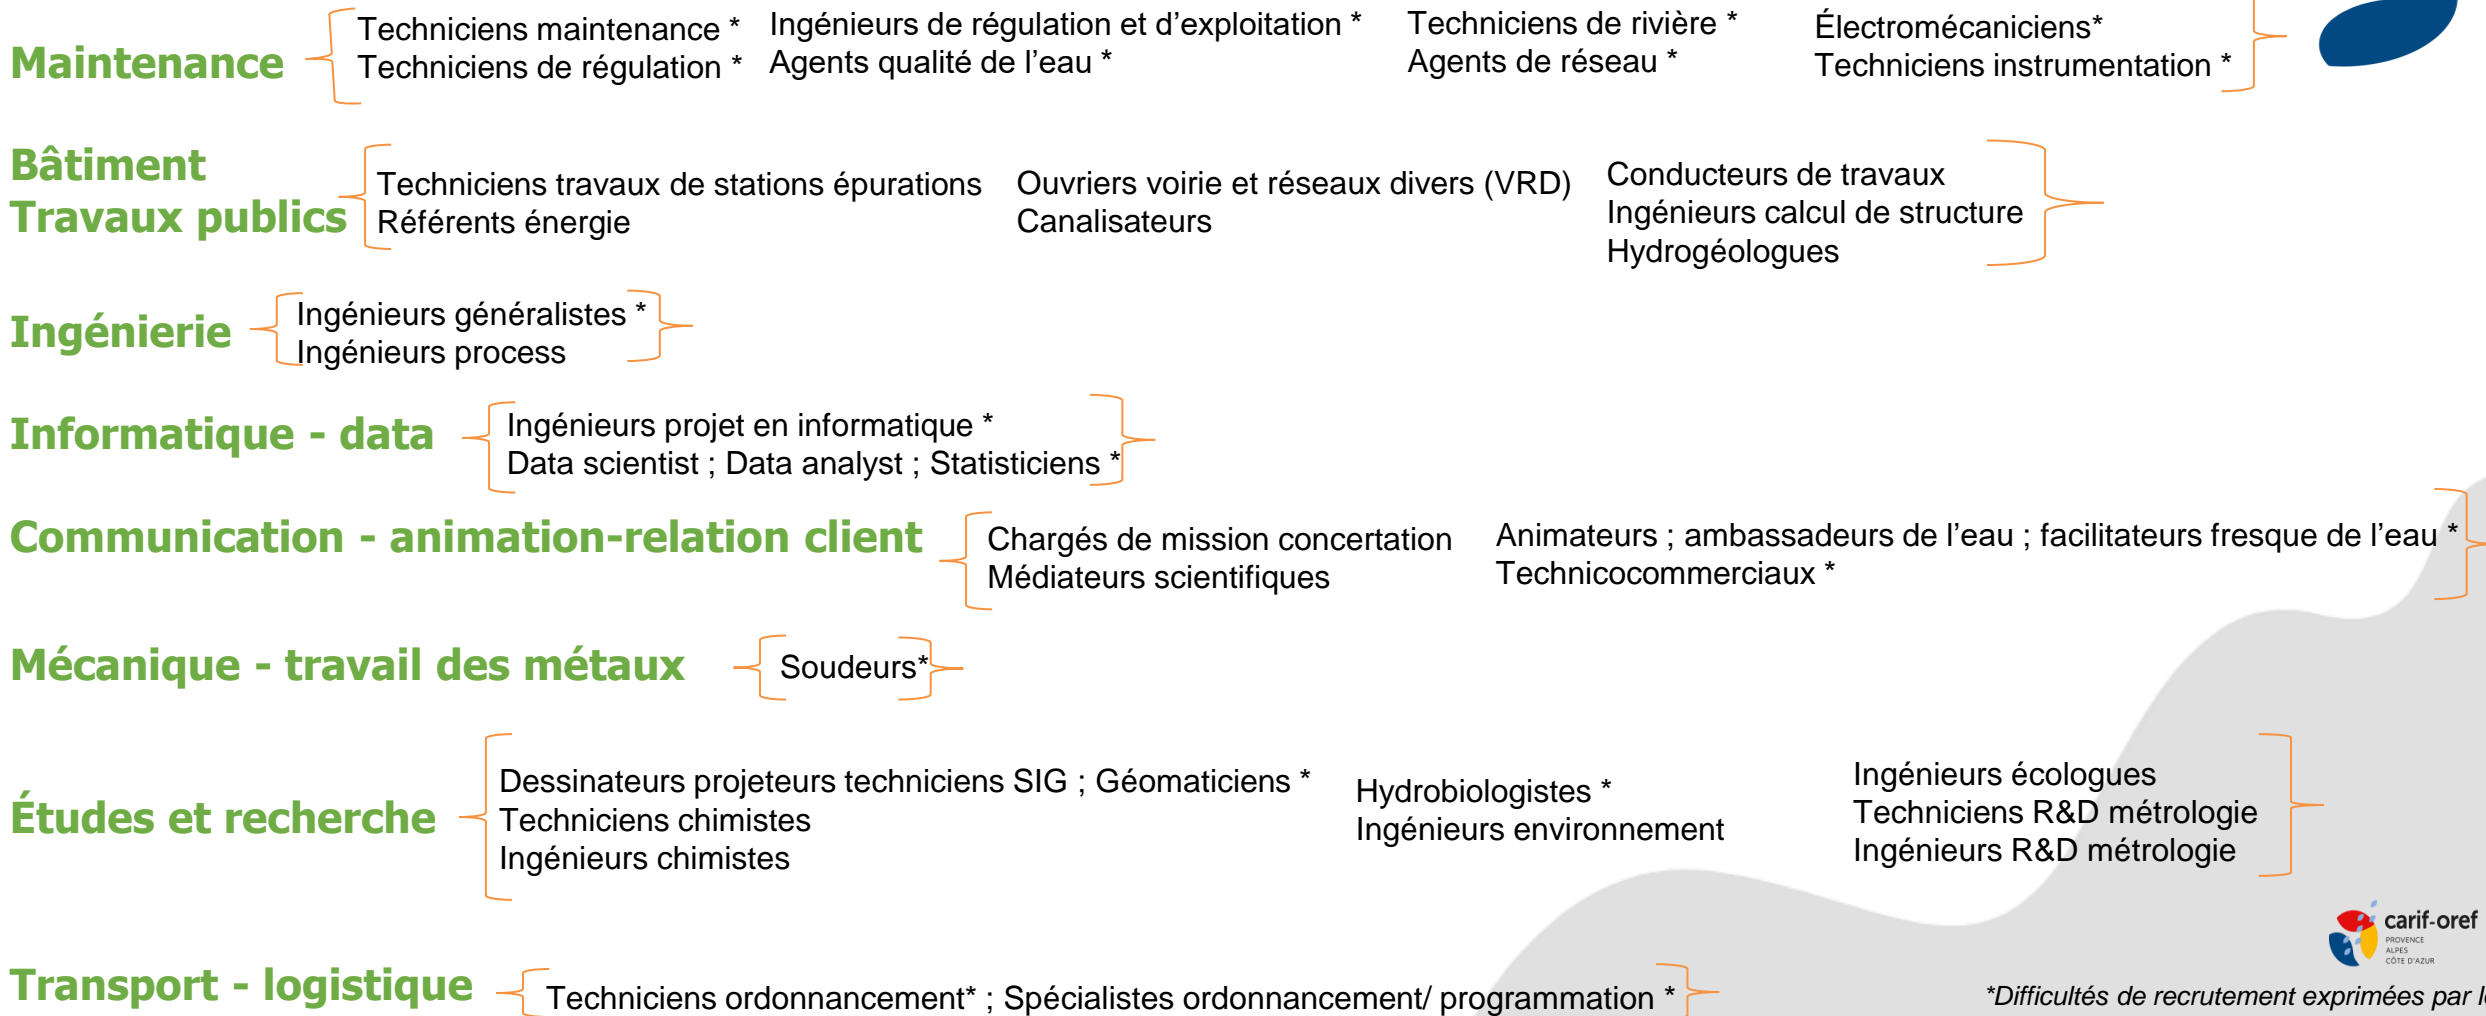 Maintenance
Techniciens maintenance *
Techniciens de régulation *
Ingénieurs de régulation et d’exploitation *
Agents qualité de l’eau *
Techniciens de rivière *
Agents de réseau *
Électromécaniciens*
Techniciens instrumentation *
Bâtiment
Travaux publics
Techniciens travaux de stations épurations
Référents énergie
Ouvriers voirie et réseaux divers (VRD)
Canalisateurs
Conducteurs de travaux
Ingénieurs calcul de structure
Hydrogéologues
Ingénierie
Ingénieurs généralistes *
Ingénieurs process
Informatique - data
Ingénieurs projet en informatique *
Data scientist ; Data analyst ; Statisticiens *
Communication - animation-relation client
Chargés de mission concertation
Médiateurs scientifiques
Animateurs ; ambassadeurs de l’eau ; facilitateurs fresque de l’eau *
Technicocommerciaux *
Mécanique - travail des métaux
Soudeurs*
Études et recherche
Dessinateurs projeteurs techniciens SIG ; Géomaticiens *
Techniciens chimistes
Ingénieurs chimistes
Hydrobiologistes *
Ingénieurs environnement
Ingénieurs écologues
Techniciens R&D métrologie
Ingénieurs R&D métrologie
carif-oref
PROVENCE
ALPES
CÔTE D'AZUR
Transport - logistique
Techniciens ordonnancement* ; Spécialistes ordonnancement/ programmation *
*Difficultés de recrutement exprimées par